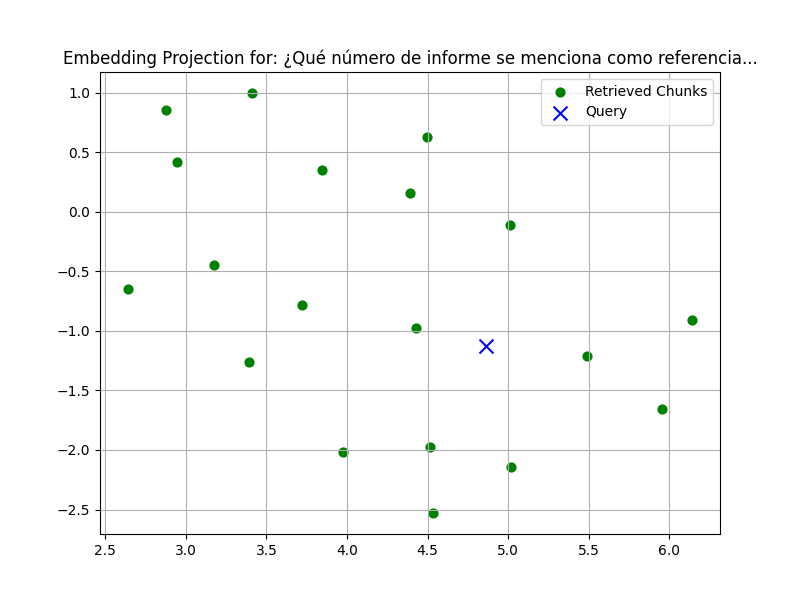 Embedding Projection for: ¿Qué número de informe se menciona como referencia...
Retrieved Chunks
Query
1.0
0.5
0.0
−0.5
−1.0
−1.5
−2.0
−2.5
2.5 3.0 3.5 4.0 4.5 5.0 5.5 6.0